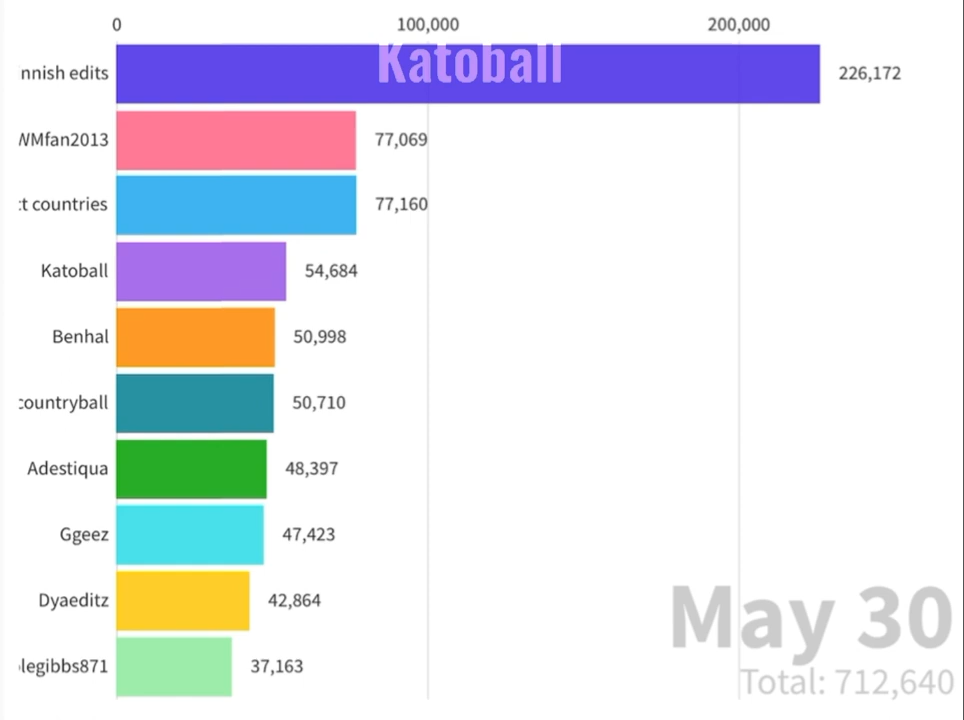 0 100,000 200,000
Katoball
nnish edits 226,172
WMfan2013 77,069
ct countries 77,160
Katoball 54,684
Benhal 50,998
countryball 50,710
Adestiqua 48,397
Ggeez 47,423
Dyaeditz 42,864
legibbs871 37,163
May 30
Total: 712,640